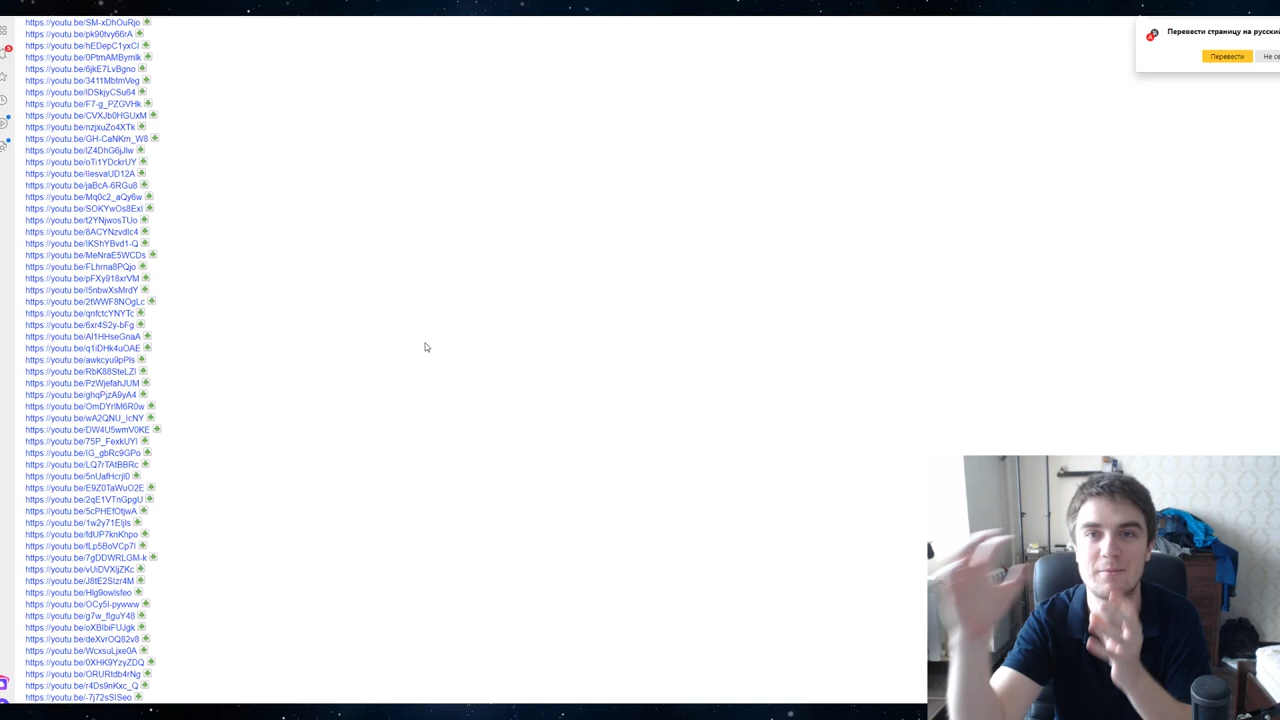 https://youtu.be/SM-xDhOuRjo
https://youtu.be/pk90tvy66rA
https://youtu.be/hEDepC1yxCI
https://youtu.be/0PtmAMBymlk
https://youtu.be/6jkE7LvBgno
https://youtu.be/3411MbtmVeg
https://youtu.be/lDSkjyCSu64
https://youtu.be/F7-g_PZGVHk
https://youtu.be/CVXJb0HGUxM
https://youtu.be/nzjxuZo4XTk
https://youtu.be/GH-CaNKm_W8
https://youtu.be/lZ4DhG6jJlw
https://youtu.be/oTi1YDckrUY
https://youtu.be/IlesvaUD12A
https://youtu.be/jaBcA-6RGu8
https://youtu.be/Mq0c2_aQy6w
https://youtu.be/SOKYwOs8ExI
https://youtu.be/t2YNjwosTUo
https://youtu.be/8ACYNzvdlc4
https://youtu.be/IKShYBvd1-Q
https://youtu.be/MeNraE5WCDs
https://youtu.be/FLhrna8PQjo
https://youtu.be/pFXy918xrVM
https://youtu.be/I5nbwXsMrdY
https://youtu.be/2tWWF8NOgLc
https://youtu.be/qnfctcYNYTc
https://youtu.be/6xr4S2y-bFg
https://youtu.be/AI1HHseGnaA
https://youtu.be/q1iDHk4uOAE
https://youtu.be/awkcyu9pPls
https://youtu.be/RbK88SteLZI
https://youtu.be/PzWjefahJUM
https://youtu.be/ghqPjzA9yA4
https://youtu.be/OmDYrlM6R0w
https://youtu.be/wA2QNU_IcNY
https://youtu.be/DW4U5wmV0KE
https://youtu.be/75P_FexkUYI
https://youtu.be/IG_gbRc9GPo
https://youtu.be/LQ7rTAtBBRc
https://youtu.be/5nUafHcrjI0
https://youtu.be/E9Z0TaWuO2E
https://youtu.be/2qE1VTnGpgU
https://youtu.be/5cPHEfOtjwA
https://youtu.be/1w2y71EIjls
https://youtu.be/fdUP7knKhpo
https://youtu.be/fLp5BoVCp7I
https://youtu.be/7gDDWRLGM-k
https://youtu.be/vUiDVXljZKc
https://youtu.be/J8tE2SIzr4M
https://youtu.be/HIg9owlsfeo
https://youtu.be/OCy5l-pywww
https://youtu.be/g7w_fIguY48
https://youtu.be/oXBIbiFUJgk
https://youtu.be/deXvrOQ82v8
https://youtu.be/WcxsuLjxe0A
https://youtu.be/0XHK9YzyZDQ
https://youtu.be/ORURtdb4rNg
https://youtu.be/r4Ds9nKxc_Q
https://youtu.be/-7j72sSISeo
Перевести страницу на русский
Перевести
Не се